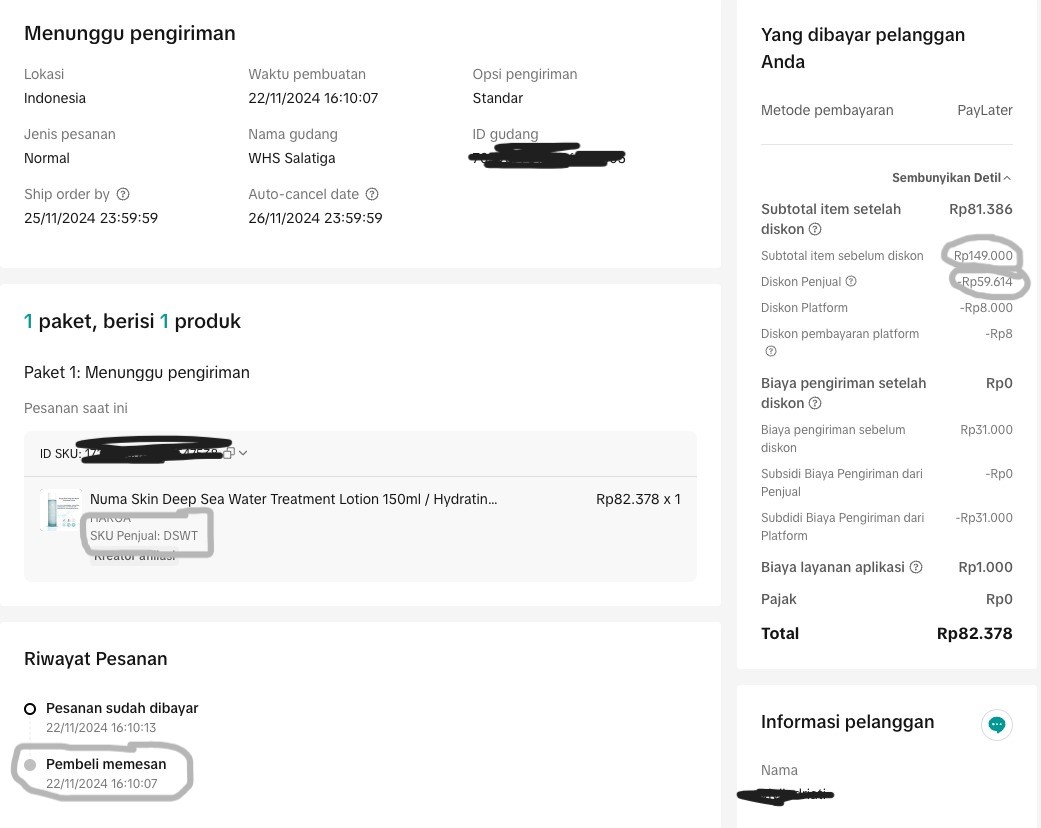 Menunggu pengiriman
Lokasi
Indonesia
Waktu pembuatan
22/11/2024 16:10:07
Opsi pengiriman
Standar
Jenis pesanan
Normal
Nama gudang
WHS Salatiga
ID gudang
Ship order by
25/11/2024 23:59:59
Auto-cancel date
26/11/2024 23:59:59
1 paket, berisi 1 produk
Paket 1: Menunggu pengiriman
Pesanan saat ini
ID SKU:
Numa Skin Deep Sea Water Treatment Lotion 150ml / Hydratin...
Rp82.378 x 1
SKU Penjual: DSWT
Kreator afiliasi
Riwayat Pesanan
Pesanan sudah dibayar
22/11/2024 16:10:13
Pembeli memesan
22/11/2024 16:10:07
Yang dibayar pelanggan
Anda
Metode pembayaran PayLater
Sembunyikan Detil
Subtotal item setelah
diskon
Rp81.386
Subtotal item sebelum diskon Rp149.000
Diskon Penjual -Rp59.614
Diskon Platform -Rp8.000
Diskon pembayaran platform -Rp8
Biaya pengiriman setelah
diskon
Rp0
Biaya pengiriman sebelum
diskon
Rp31.000
Subsidi Biaya Pengiriman dari
Penjual
-Rp0
Subdidi Biaya Pengiriman dari
Platform
-Rp31.000
Biaya layanan aplikasi Rp1.000
Pajak Rp0
Total Rp82.378
Informasi pelanggan
Nama